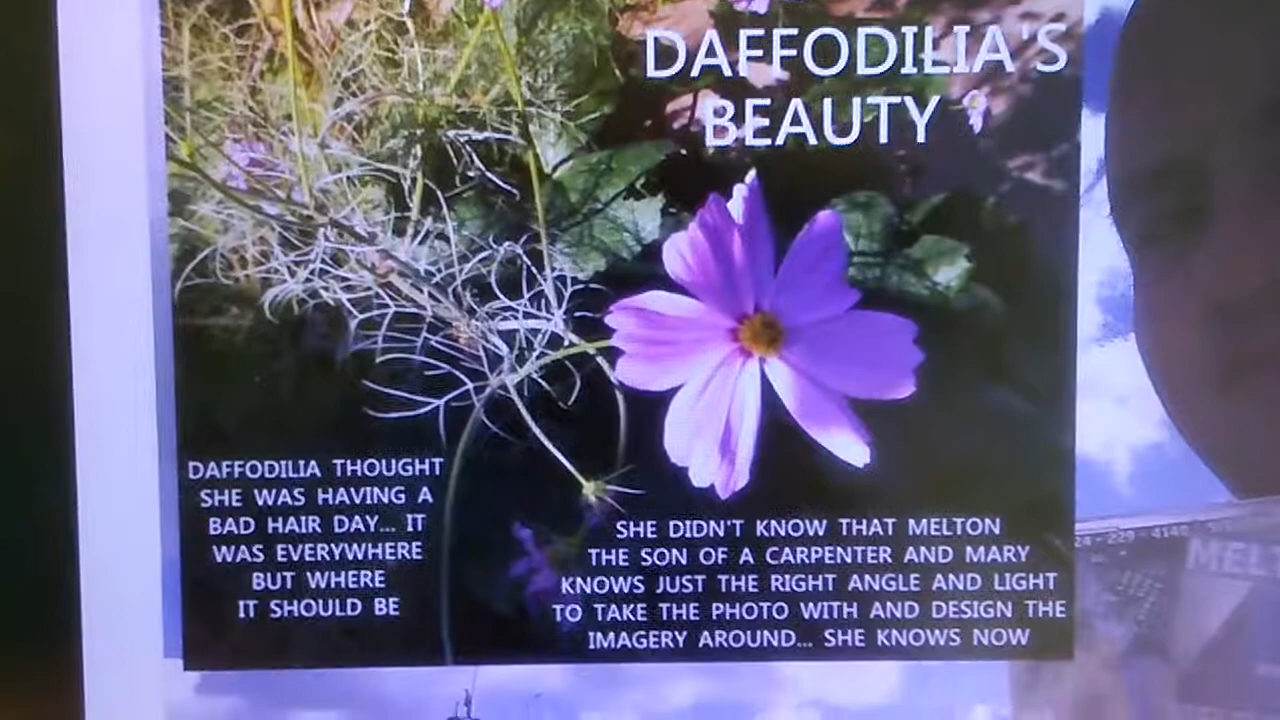 DAFFODILIA'S
BEAUTY
DAFFODILIA THOUGHT
SHE WAS HAVING A
BAD HAIR DAY... IT
WAS EVERYWHERE
BUT WHERE
IT SHOULD BE
SHE DIDN'T KNOW THAT MELTON
THE SON OF A CARPENTER AND MARY
KNOWS JUST THE RIGHT ANGLE AND LIGHT
TO TAKE THE PHOTO WITH AND DESIGN THE
IMAGERY AROUND... SHE KNOWS NOW